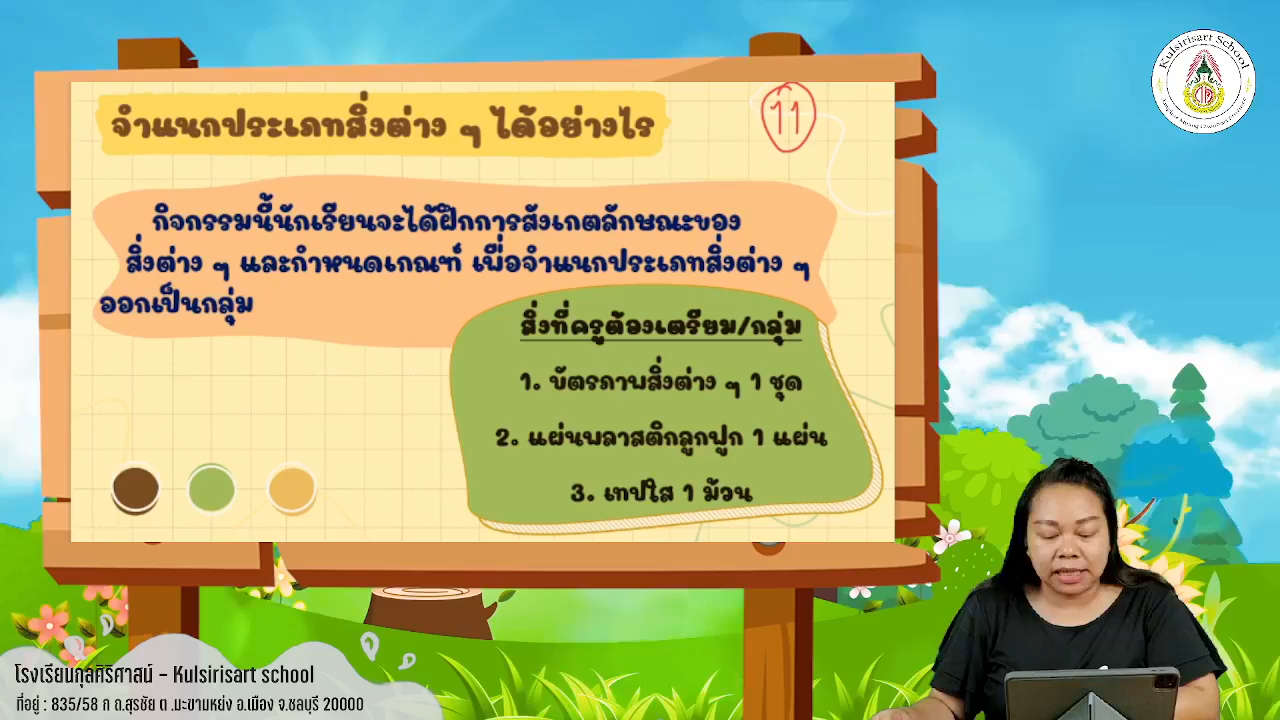 จำแนกประเภทสิ่งต่าง ๆ ได้อย่างไร
11
กิจกรรมนี้นักเรียนจะได้ฝึกการสังเกตลักษณะของ
สิ่งต่าง ๆ และกำหนดเกณฑ์ เพื่อจำแนกประเภทสิ่งต่าง ๆ
ออกเป็นกลุ่ม
สิ่งที่ครูต้องเตรียม/กลุ่ม
1. บัตรภาพสิ่งต่าง ๆ 1 ชุด
2. แผ่นพลาสติกลูกฟูก 1 แผ่น
3. เทปใส 1 ม้วน
Kulsirisart School
โรงเรียนกุลศิริศาสน์ - Kulsirisart school
ที่อยู่ : 835/58 ก ถ.สุรชัย ต .มะขามหย่ง อ.เมือง จ.ชลบุรี 20000